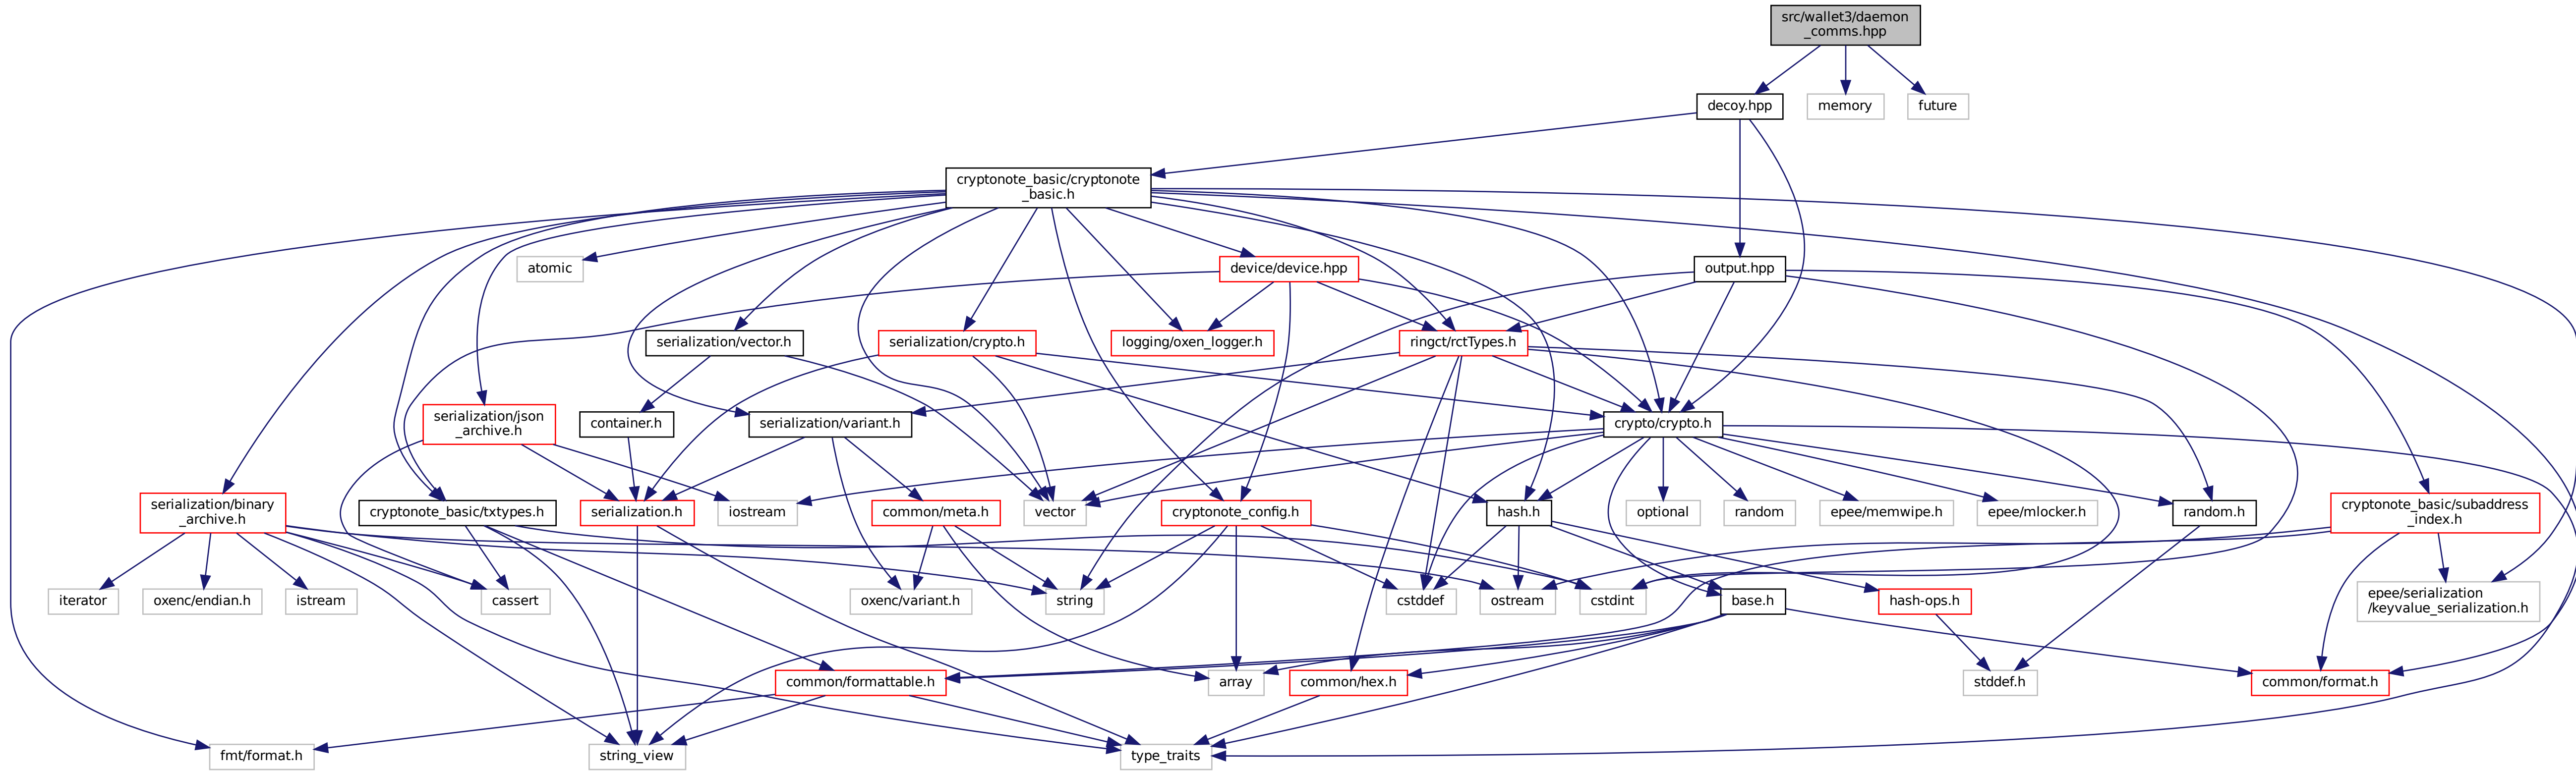 src/wallet3/daemon
_comms.hpp
decoy.hpp
memory
future
cryptonote_basic/cryptonote
_basic.h
atomic
device/device.hpp
output.hpp
serialization/vector.h
serialization/crypto.h
logging/oxen_logger.h
ringct/rctTypes.h
serialization/json
_archive.h
container.h
serialization/variant.h
crypto/crypto.h
serialization/binary
_archive.h
cryptonote_basic/txtypes.h
serialization.h
iostream
common/meta.h
vector
cryptonote_config.h
hash.h
optional
random
epee/memwipe.h
epee/mlocker.h
random.h
cryptonote_basic/subaddress
_index.h
iterator
oxenc/endian.h
istream
cassert
oxenc/variant.h
string
cstddef
ostream
cstdint
base.h
hash-ops.h
epee/serialization
/keyvalue_serialization.h
common/formattable.h
array
common/hex.h
stddef.h
common/format.h
fmt/format.h
string_view
type_traits